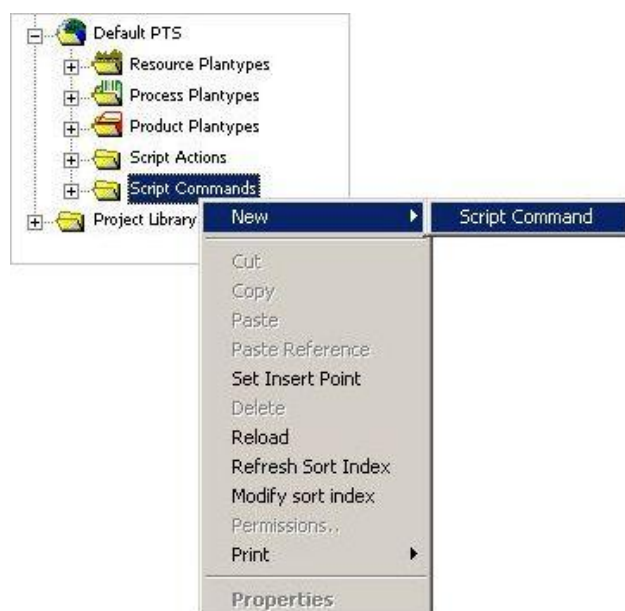 Default PTS
Resource Plantypes
Process Plantypes
Product Plantypes
Script Actions
Script Commands
Project Library
New
Script Command
Cut
Copy
Paste
Paste Reference
Set Insert Point
Delete
Reload
Refresh Sort Index
Modify sort index
Permissions..
Print
Properties